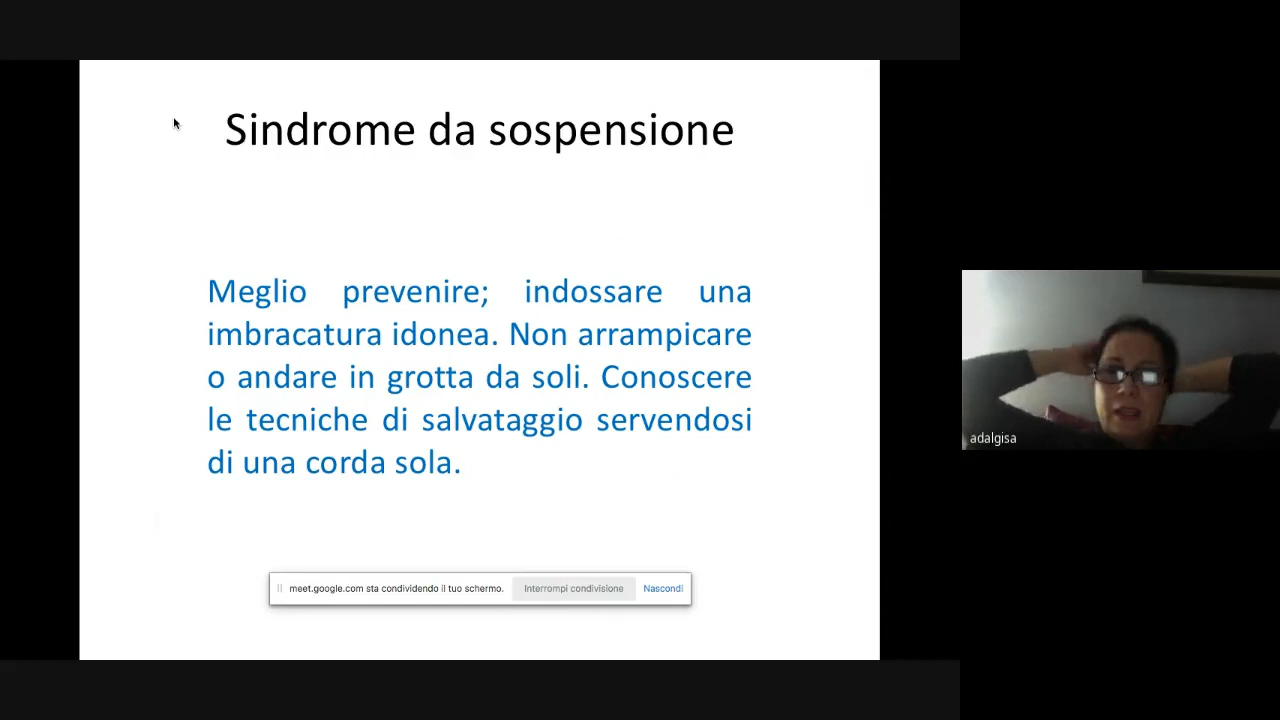 Sindrome da sospensione
Meglio prevenire; indossare una
imbracatura idonea. Non arrampicare
o andare in grotta da soli. Conoscere
le tecniche di salvataggio servendosi
di una corda sola.
adalgisa
meet.google.com sta condividendo il tuo schermo. Interrompi condivisione Nascondi